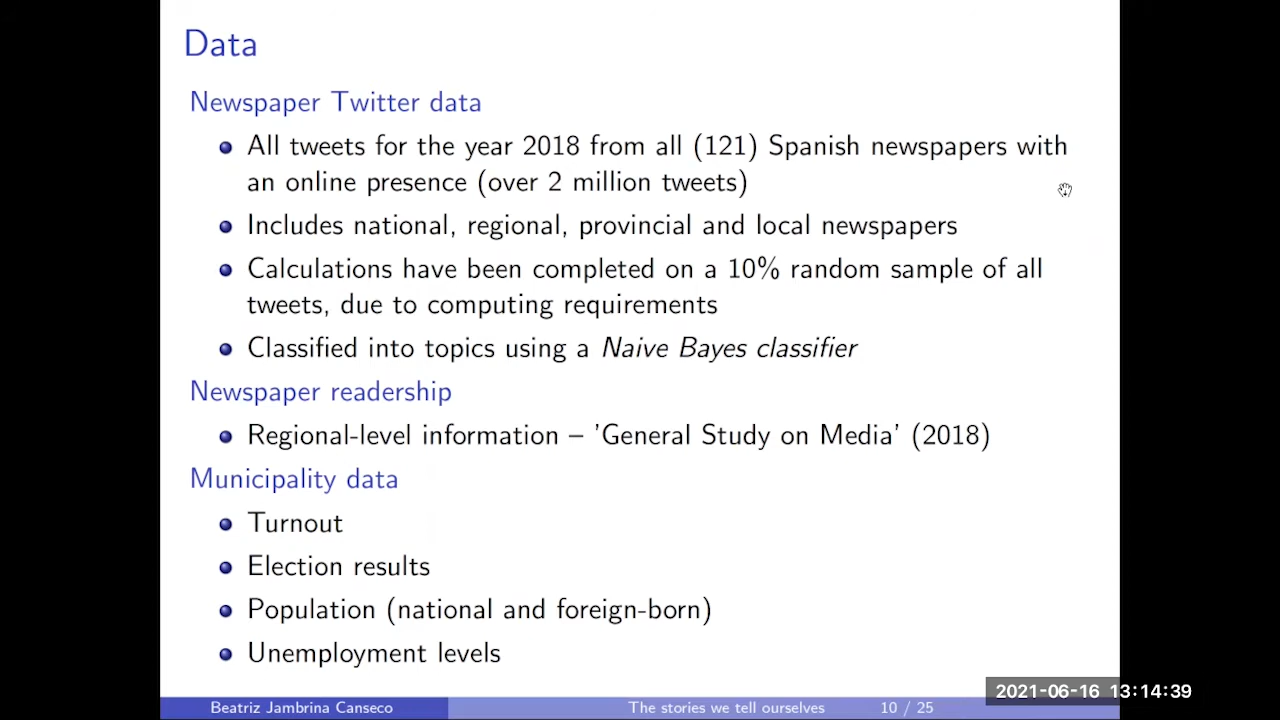 Data
Newspaper Twitter data
All tweets for the year 2018 from all (121) Spanish newspapers with
an online presence (over 2 million tweets)
Includes national, regional, provincial and local newspapers
Calculations have been completed on a 10% random sample of all
tweets, due to computing requirements
Classified into topics using a Naive Bayes classifier
Newspaper readership
Regional-level information – 'General Study on Media' (2018)
Municipality data
Turnout
Election results
Population (national and foreign-born)
Unemployment levels
2021-06-16 13:14:39
Beatriz Jambrina Canseco The stories we tell ourselves 10 / 25